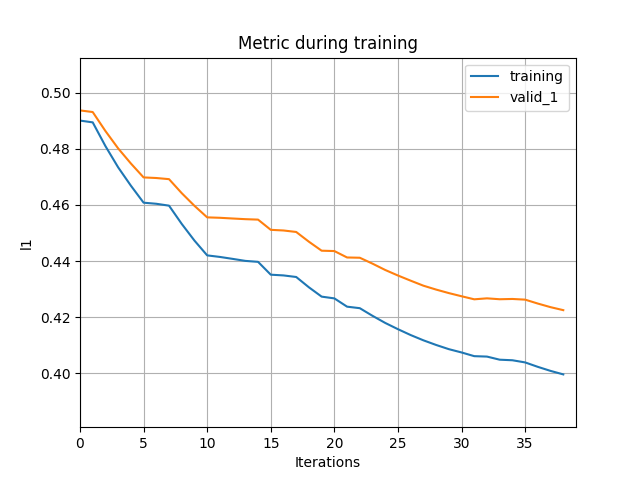 Metric during training
training
valid_1
l1
0.50
0.48
0.46
0.44
0.42
0.40
0 5 10 15 20 25 30 35
Iterations